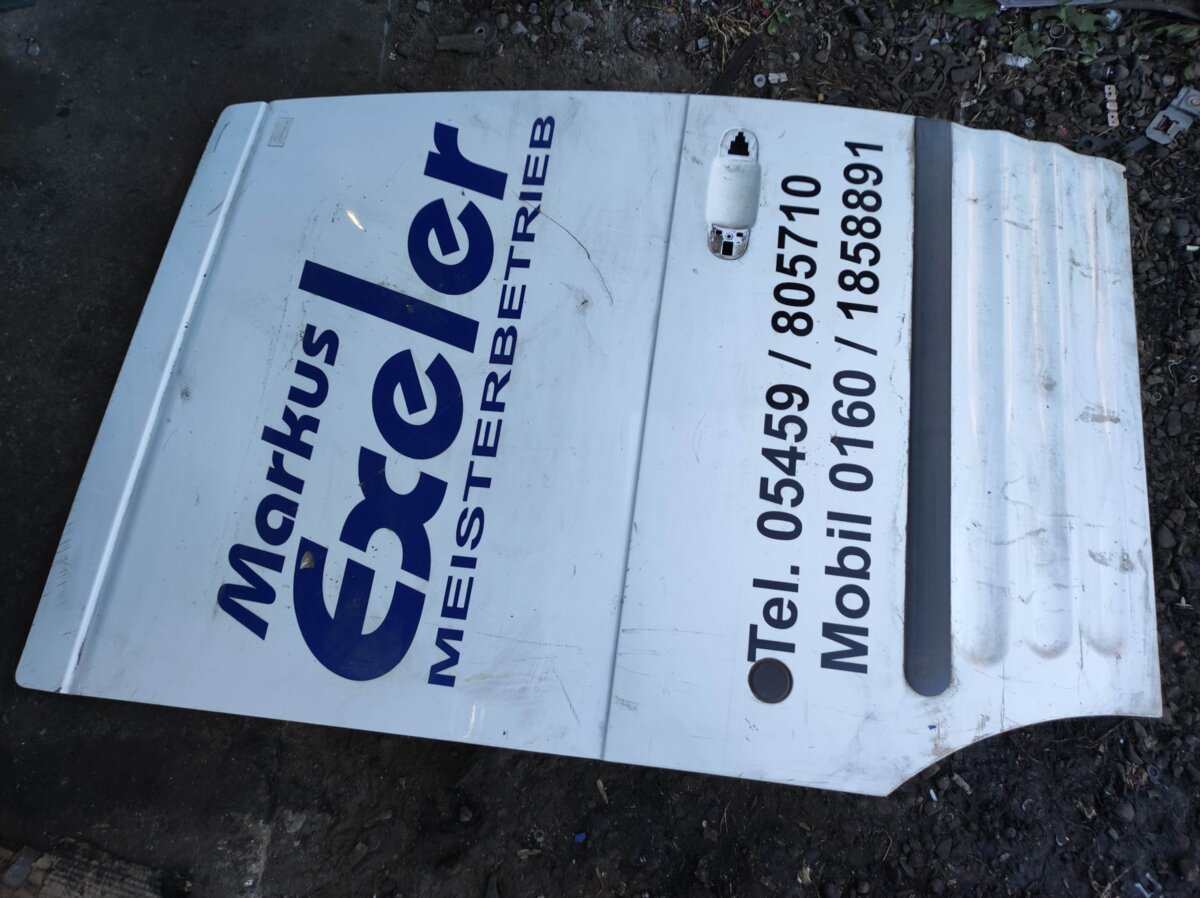 Markus
Exeler
MEISTERBETRIEB
Tel. 05459 / 805710
Mobil 0160 / 1858891